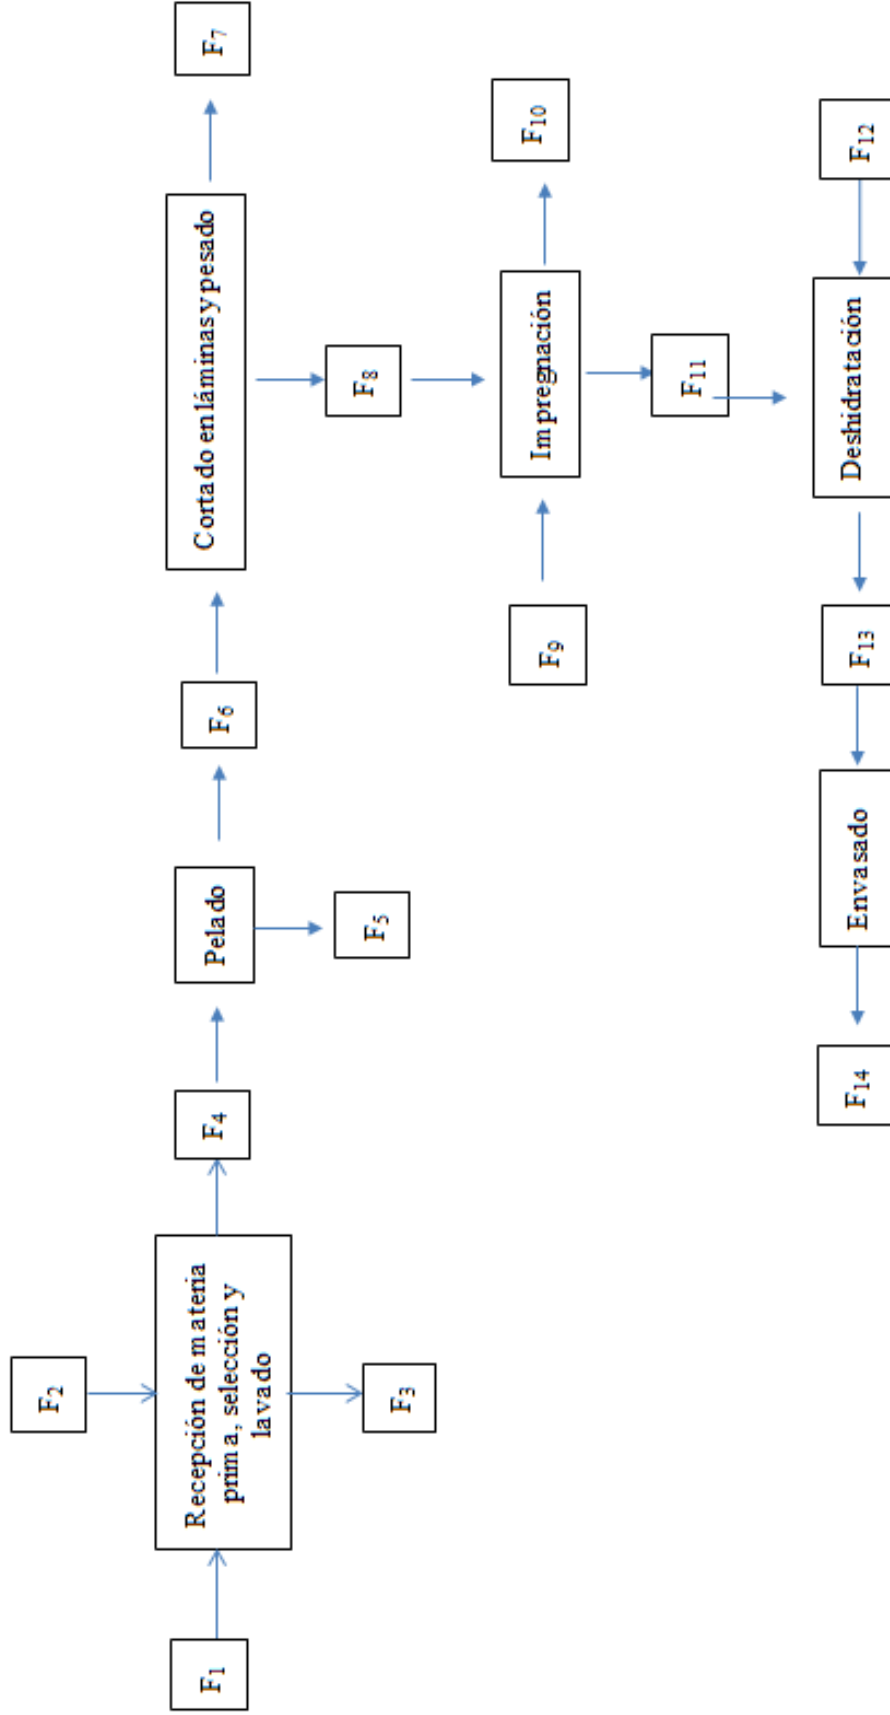 F1
F2
Recepción de materia
prima, selección y
lavado
F3
F4
Pelado
F5
F6
Cortado en láminas y pesado
F7
F8
F9
Impregnación
F10
F11
F12
Deshidratación
F13
Envasado
F14